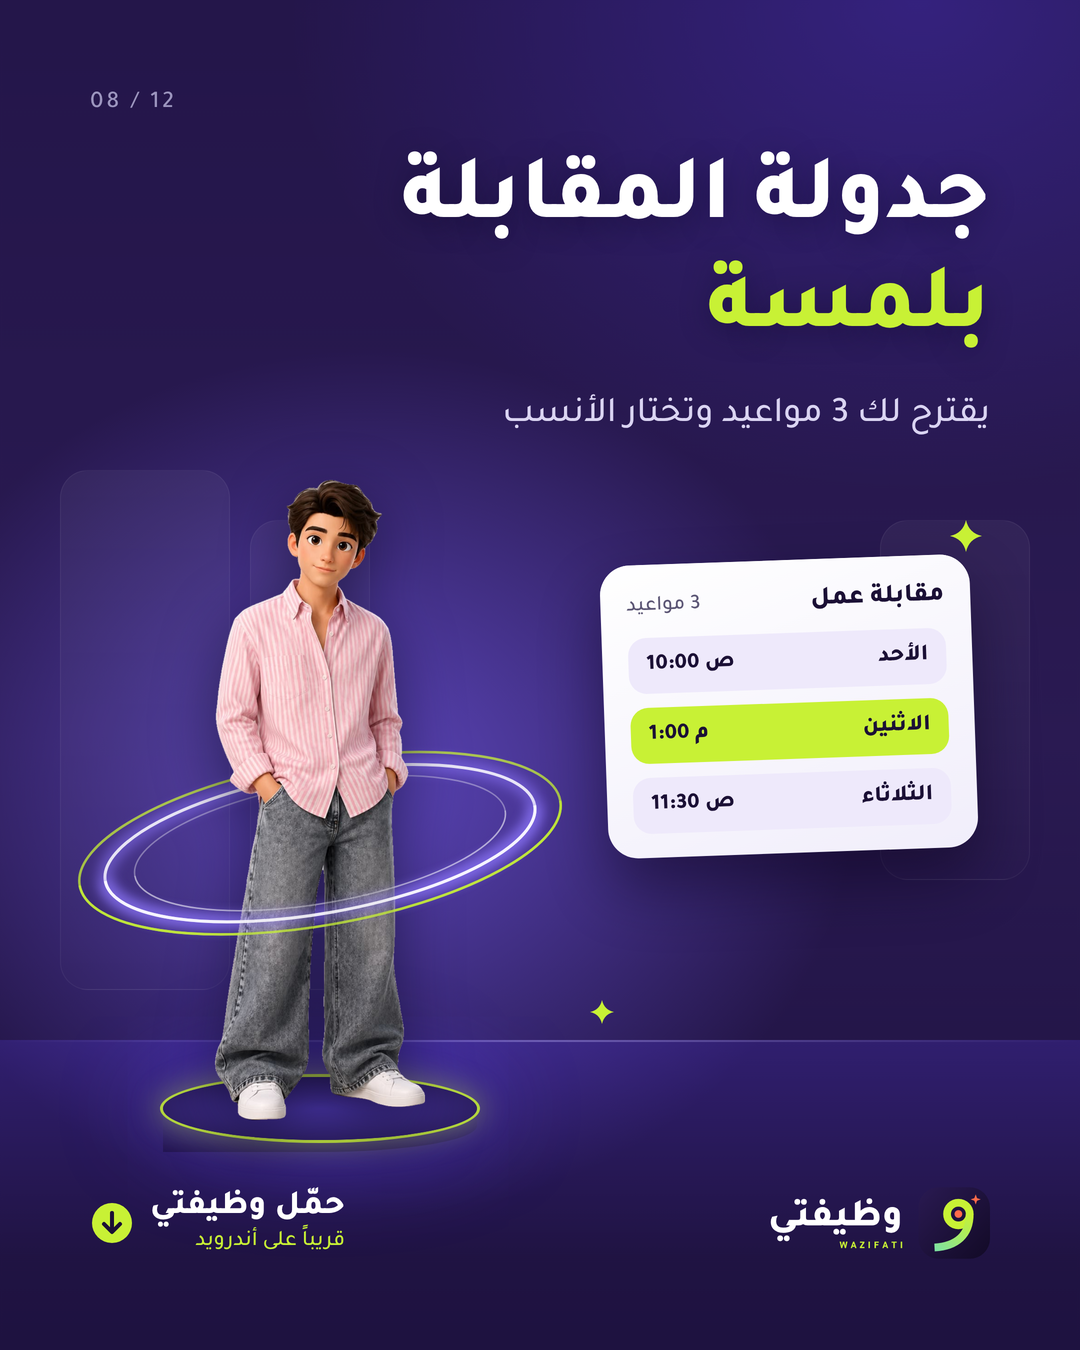 08 / 12
جدولة المقابلة
بلمسة
يقترح لك 3 مواعيد وتختار الأنسب
مقابلة عمل
3 مواعيد
الأحد
10:00 ص
الاثنين
1:00 م
الثلاثاء
11:30 ص
وظيفتي
WAZIFATI
حمّل وظيفتي
قريباً على أندرويد